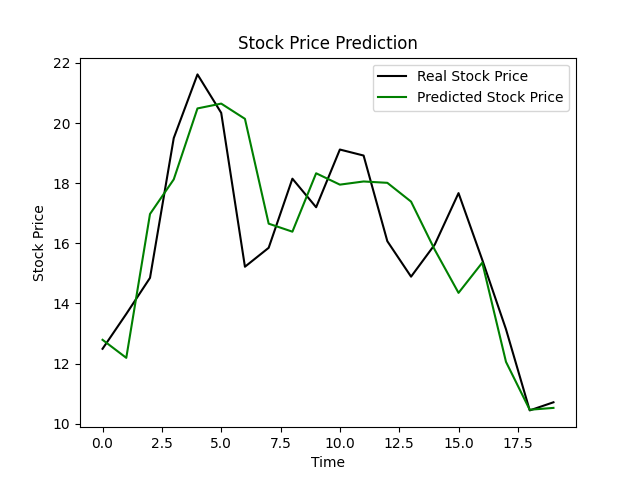 Stock Price Prediction
Real Stock Price
Predicted Stock Price
22
20
18
16
14
12
10
Stock Price
0.0 2.5 5.0 7.5 10.0 12.5 15.0 17.5
Time